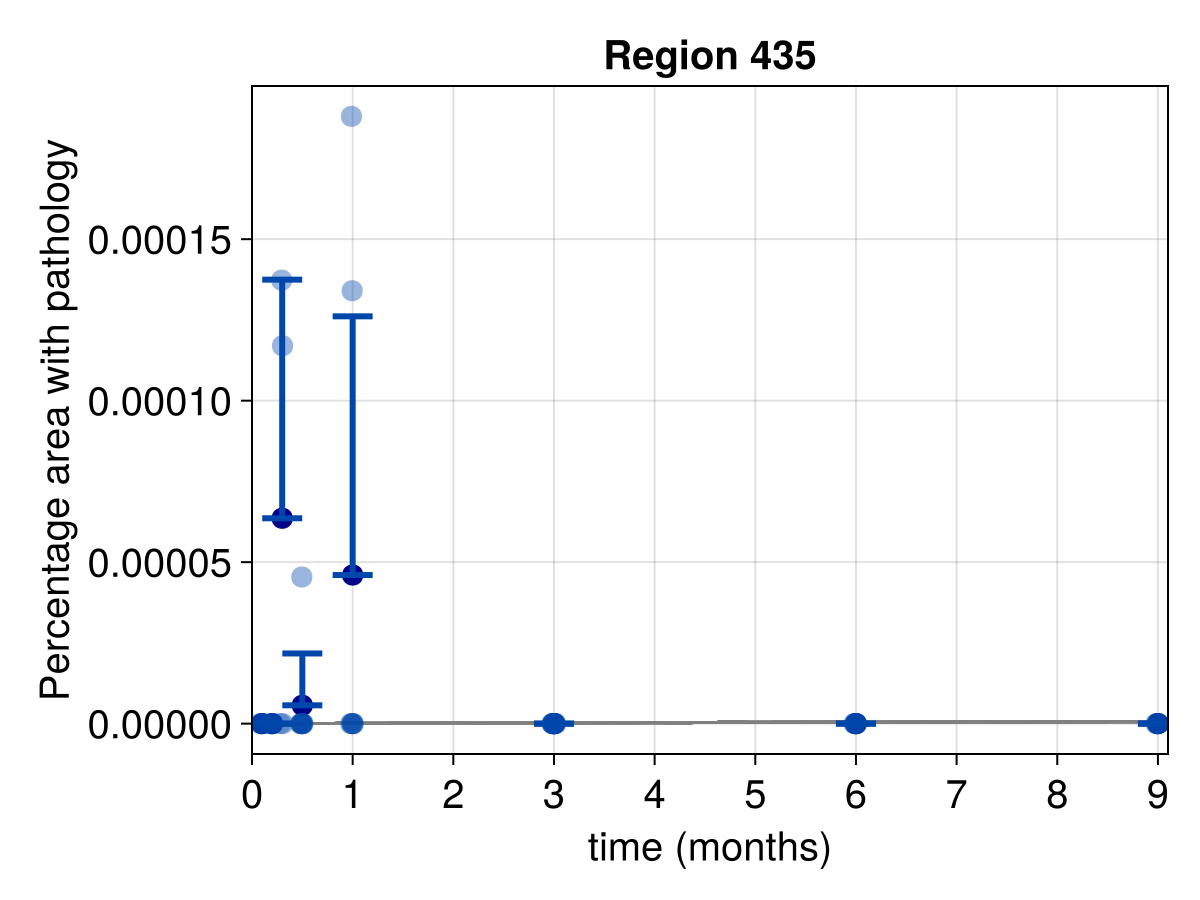 Region 435
Percentage area with pathology
0.00015
0.00010
0.00005
0.00000
0 1 2 3 4 5 6 7 8 9
time (months)